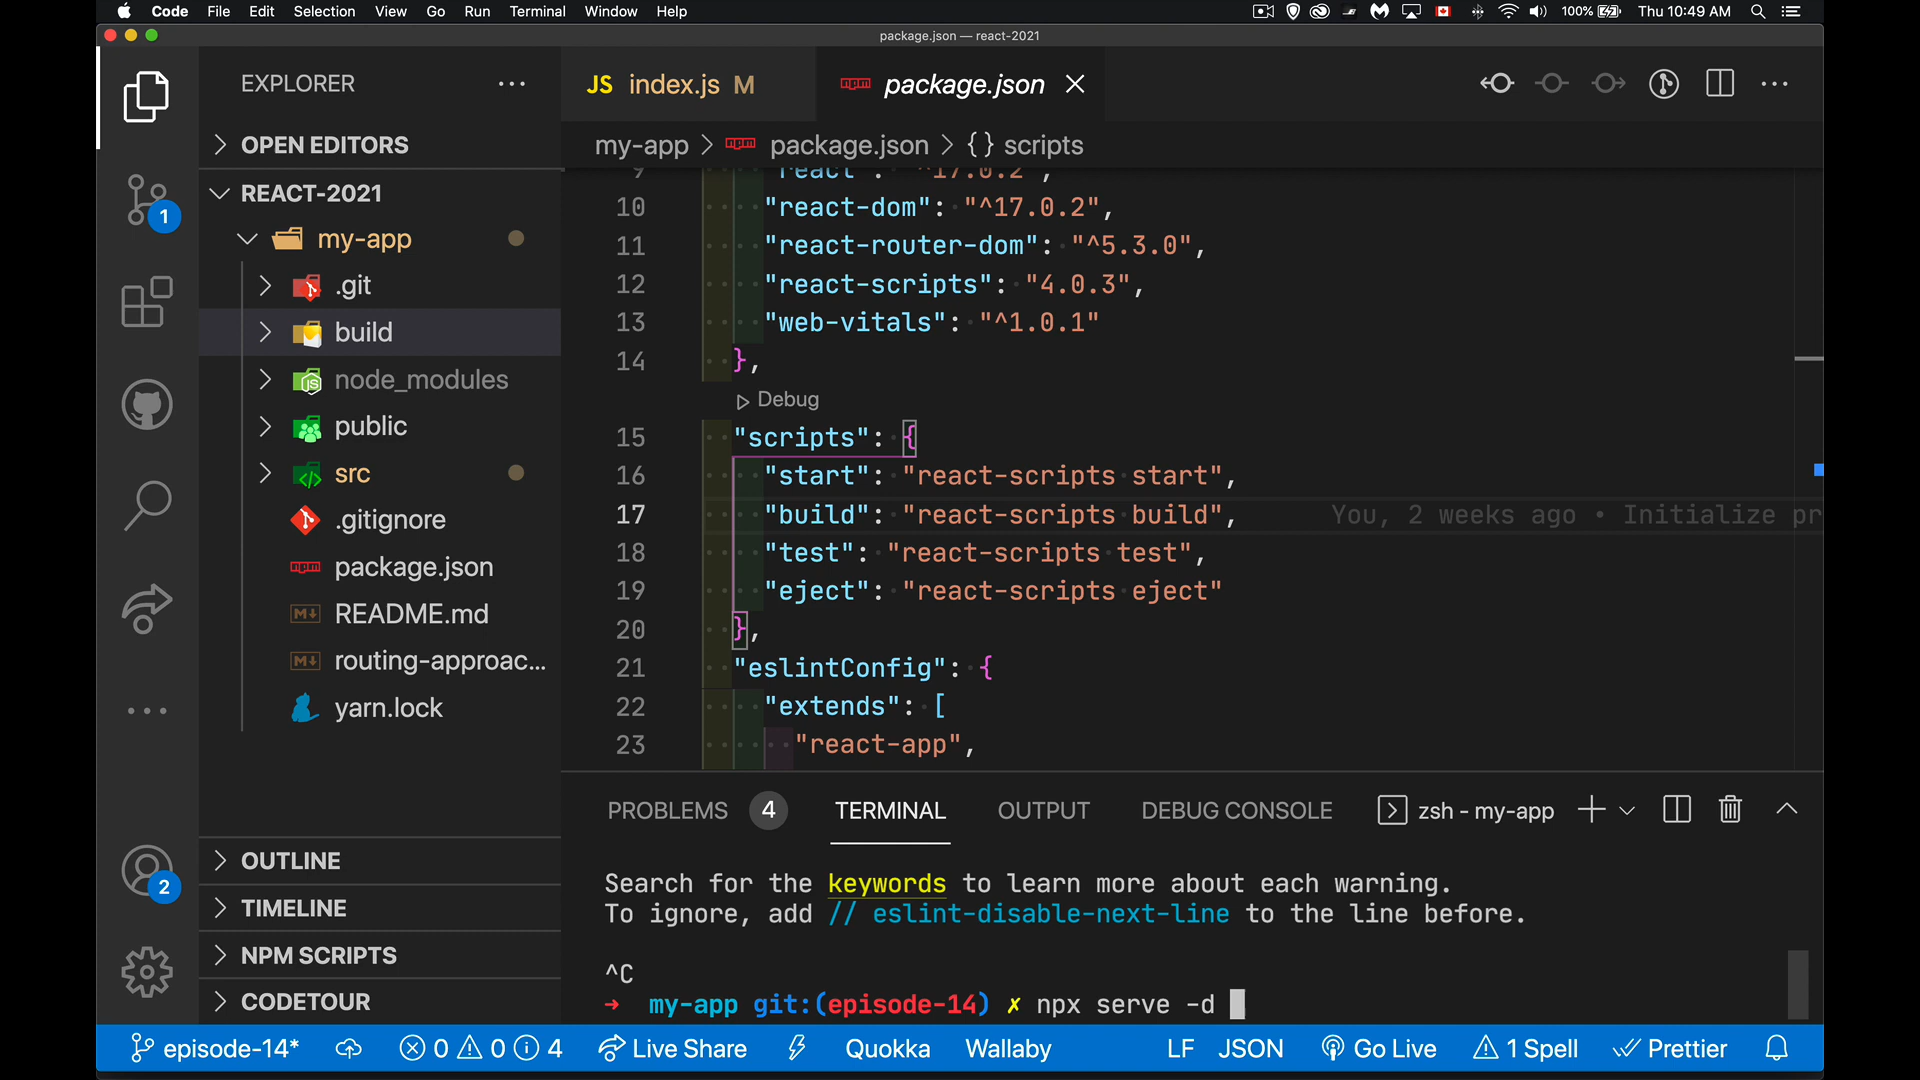 Code File Edit Selection View Go Run Terminal Window Help 100% Thu 10:49 AM
package.json — react-2021
EXPLORER
OPEN EDITORS
REACT-2021
my-app
.git
build
node_modules
public
src
.gitignore
package.json
README.md
routing-approac...
yarn.lock
OUTLINE
TIMELINE
NPM SCRIPTS
CODETOUR
1
2
JS index.js M
npm package.json
my-app > package.json > {} scripts
9 "react": "^17.0.2",
10 "react-dom": "^17.0.2",
11 "react-router-dom": "^5.3.0",
12 "react-scripts": "4.0.3",
13 "web-vitals": "^1.0.1"
14 },
Debug
15 "scripts": {
16 "start": "react-scripts start",
17 "build": "react-scripts build", You, 2 weeks ago • Initialize pr
18 "test": "react-scripts test",
19 "eject": "react-scripts eject"
20 },
21 "eslintConfig": {
22 "extends": [
23 "react-app",
PROBLEMS 4 TERMINAL OUTPUT DEBUG CONSOLE zsh - my-app
Search for the keywords to learn more about each warning.
To ignore, add // eslint-disable-next-line to the line before.
^C
→ my-app git:(episode-14) ✗ npx serve -d
episode-14* 0 0 4 Live Share Quokka Wallaby LF JSON Go Live 1 Spell Prettier